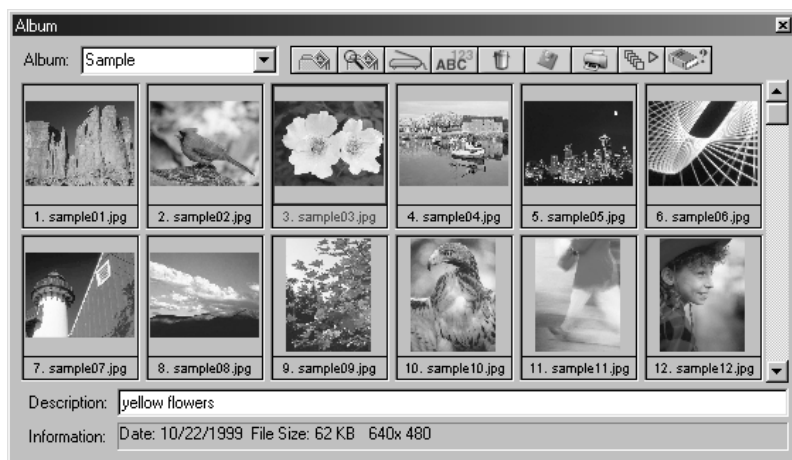 Album
Album: Sample
ABC 123
?
1. sample01.jpg 2. sample02.jpg 3. sample03.jpg 4. sample04.jpg 5. sample05.jpg 6. sample06.jpg
7. sample07.jpg 8. sample08.jpg 9. sample09.jpg 10. sample10.jpg 11. sample11.jpg 12. sample12.jpg
Description: yellow flowers
Information: Date: 10/22/1999 File Size: 62 KB 640x 480